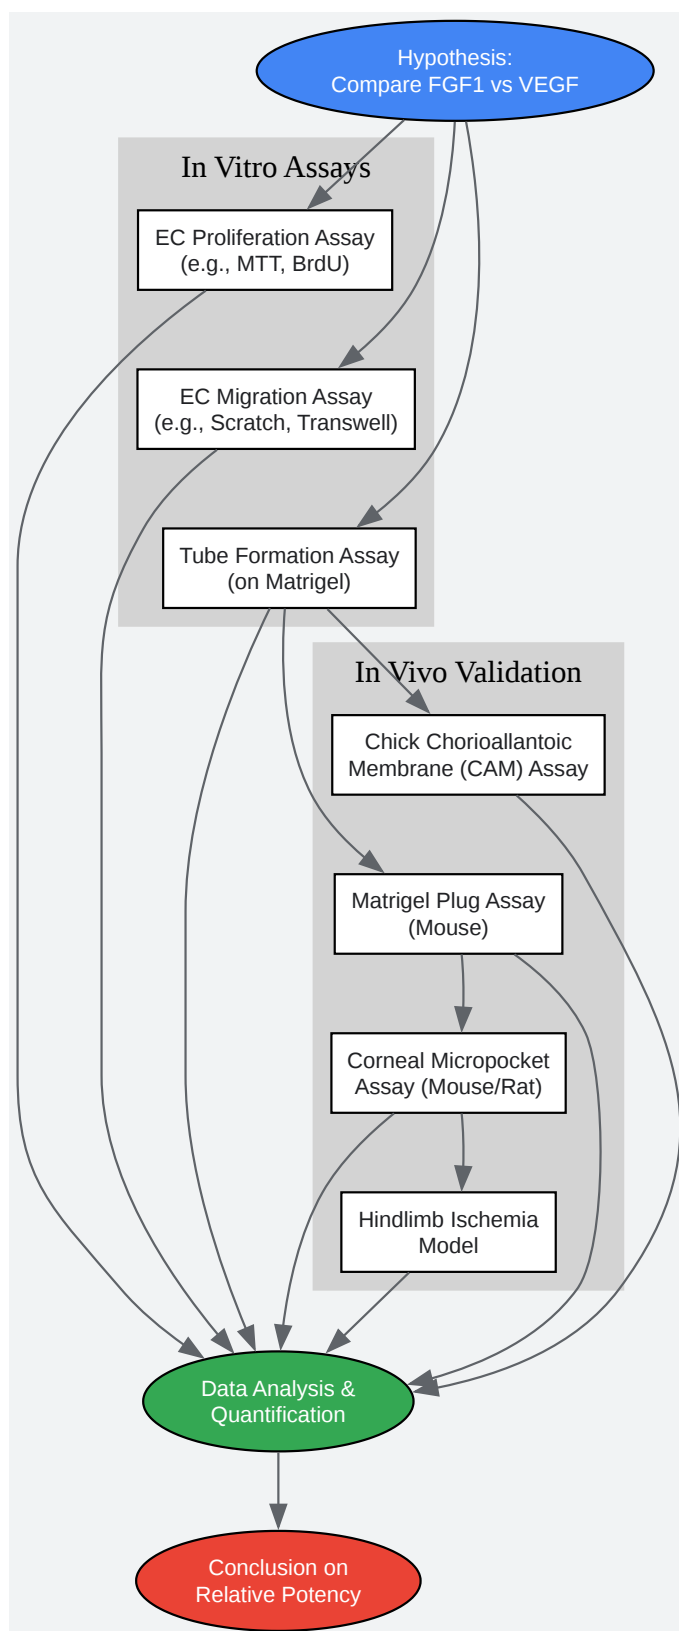 Hypothesis:
Compare FGF1 vs VEGF
In Vitro Assays
EC Proliferation Assay
(e.g., MTT, BrdU)
EC Migration Assay
(e.g., Scratch, Transwell)
Tube Formation Assay
(on Matrigel)
In Vivo Validation
Chick Chorioallantoic
Membrane (CAM) Assay
Matrigel Plug Assay
(Mouse)
Corneal Micropocket
Assay (Mouse/Rat)
Hindlimb Ischemia
Model
Data Analysis &
Quantification
Conclusion on
Relative Potency